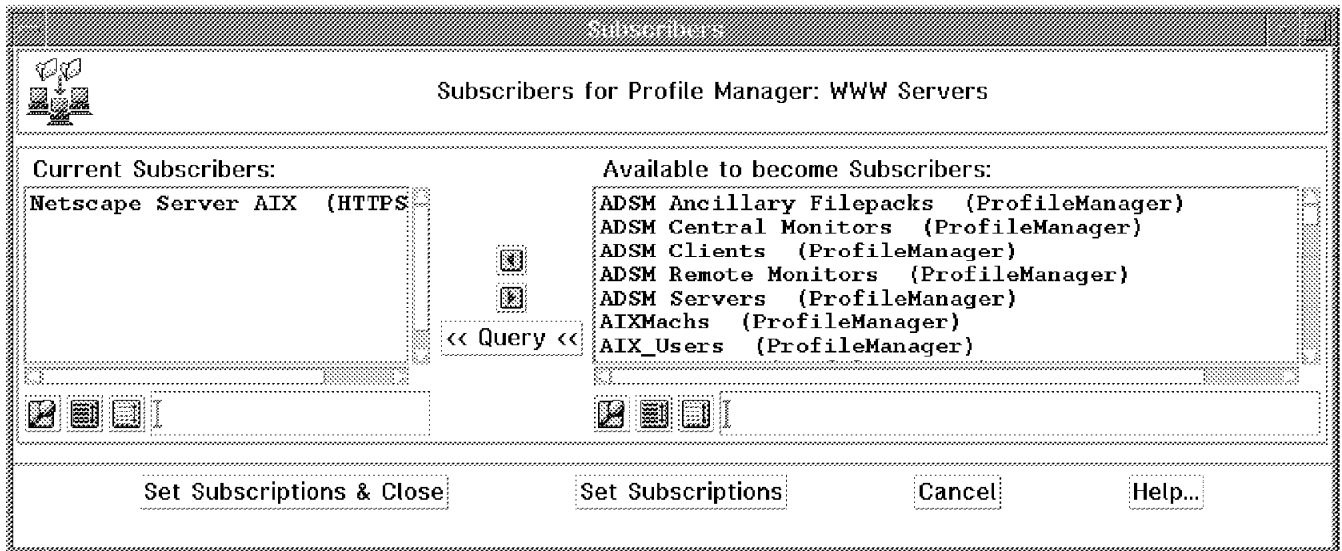 Subscribers
Subscribers for Profile Manager: WWW Servers
Current Subscribers:
Netscape Server AIX (HTTPS
<< Query <<
Available to become Subscribers:
ADSM Ancillary Filepacks (ProfileManager)
ADSM Central Monitors (ProfileManager)
ADSM Clients (ProfileManager)
ADSM Remote Monitors (ProfileManager)
ADSM Servers (ProfileManager)
AIXMachs (ProfileManager)
AIX_Users (ProfileManager)
Set Subscriptions & Close
Set Subscriptions
Cancel
Help...